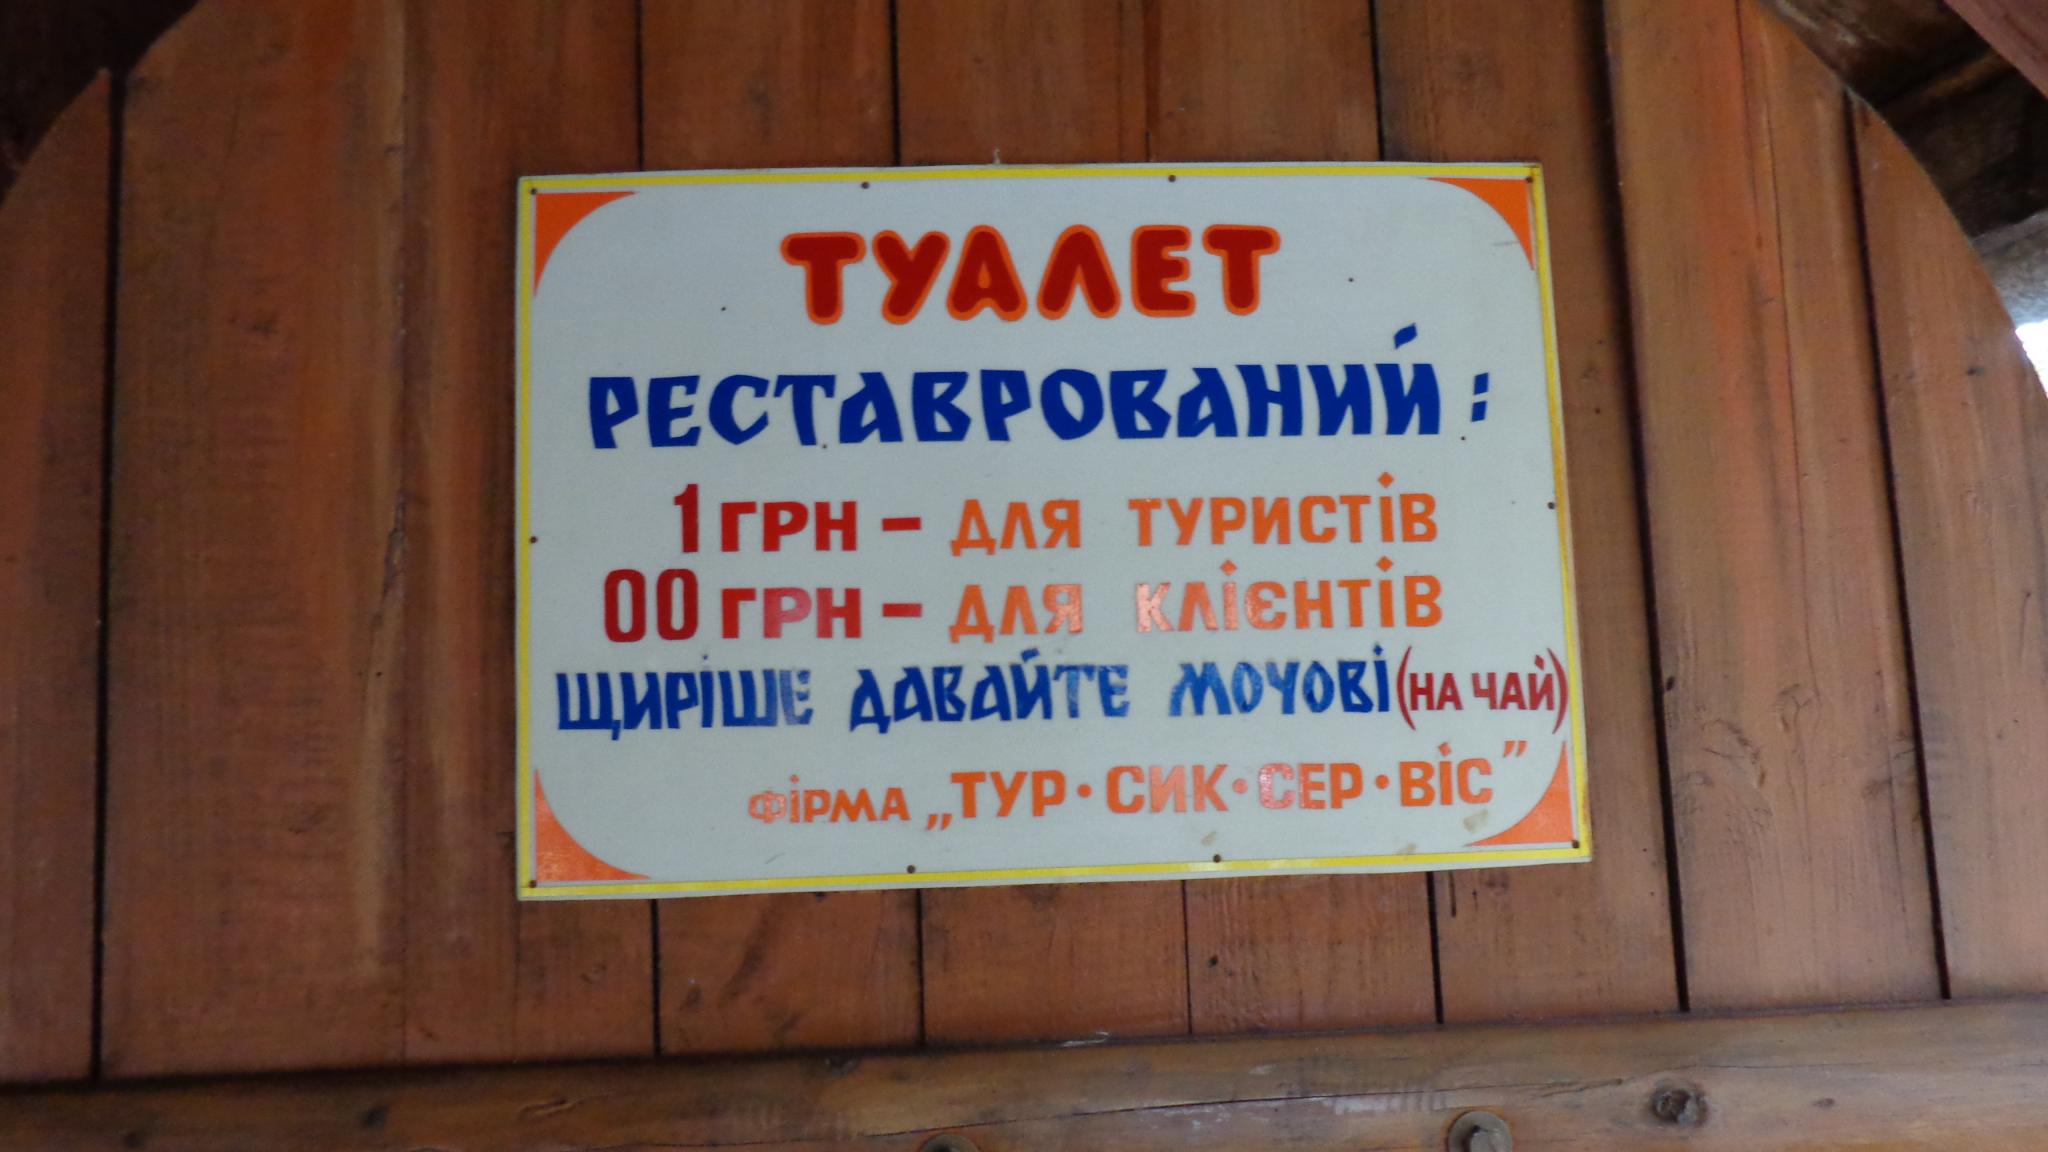 ТУАЛЕТ
РЕСТАВРОВАНИЙ:
1 ГРН – ДЛЯ ТУРИСТІВ
00 ГРН – ДЛЯ КЛІЄНТІВ
ЩИРІШЕ ДАВАЙТЕ МОЧОВІ (НА ЧАЙ)
ФІРМА „ТУР·СИК·СЕР·ВІС”